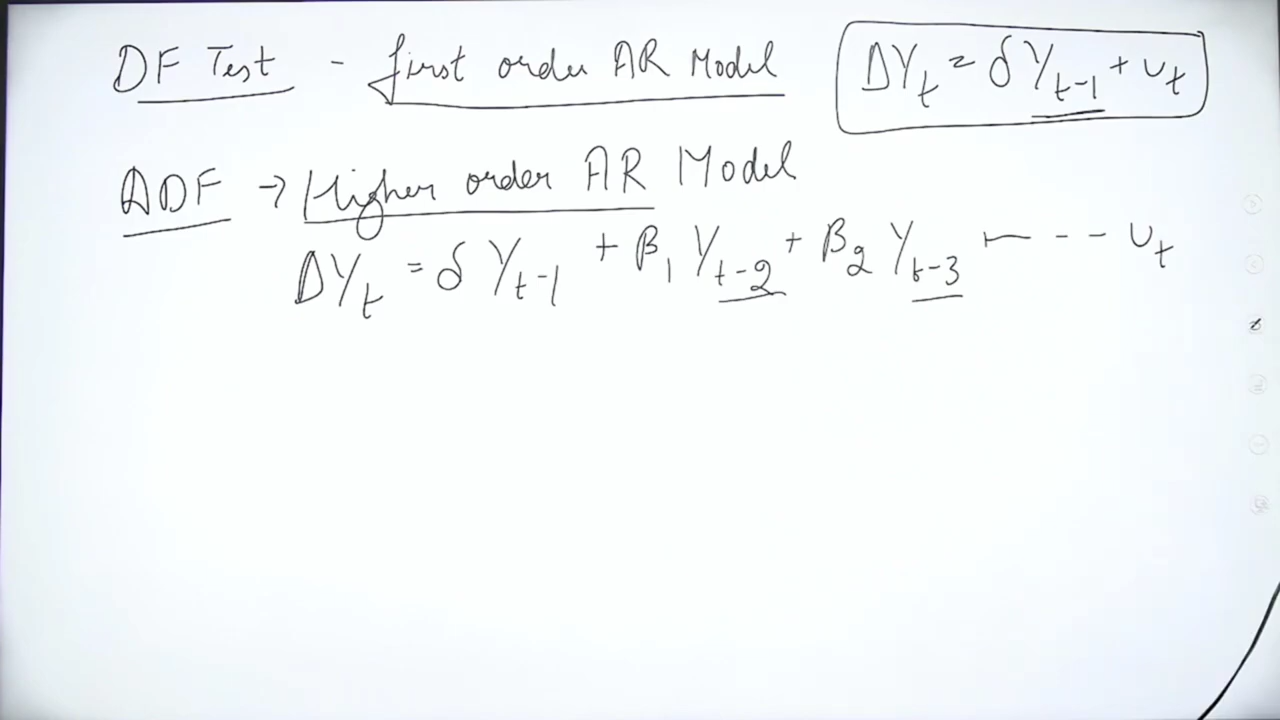 DF Test - first order AR Model ΔY_t = δY_{t-1} + u_t
ADF → Higher order AR Model
ΔY_t = δ Y_{t-1} + β_1 Y_{t-2} + β_2 Y_{t-3} + - - - u_t